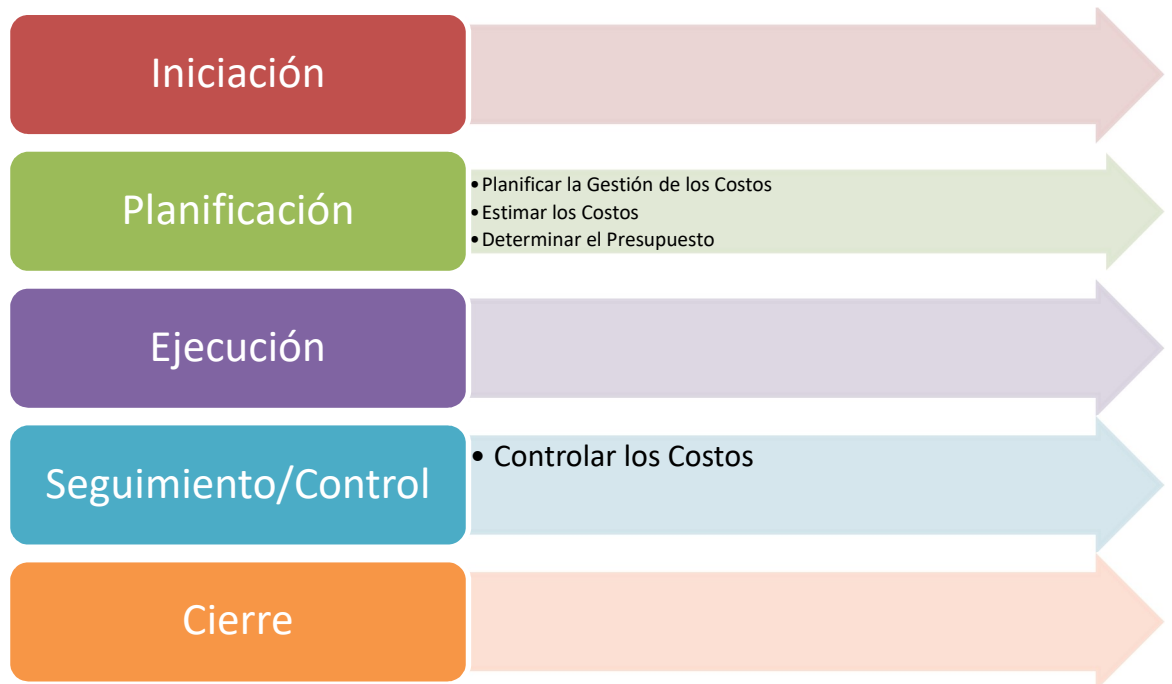 Iniciación
Planificación
•Planificar la Gestión de los Costos
•Estimar los Costos
•Determinar el Presupuesto
Ejecución
Seguimiento/Control
• Controlar los Costos
Cierre